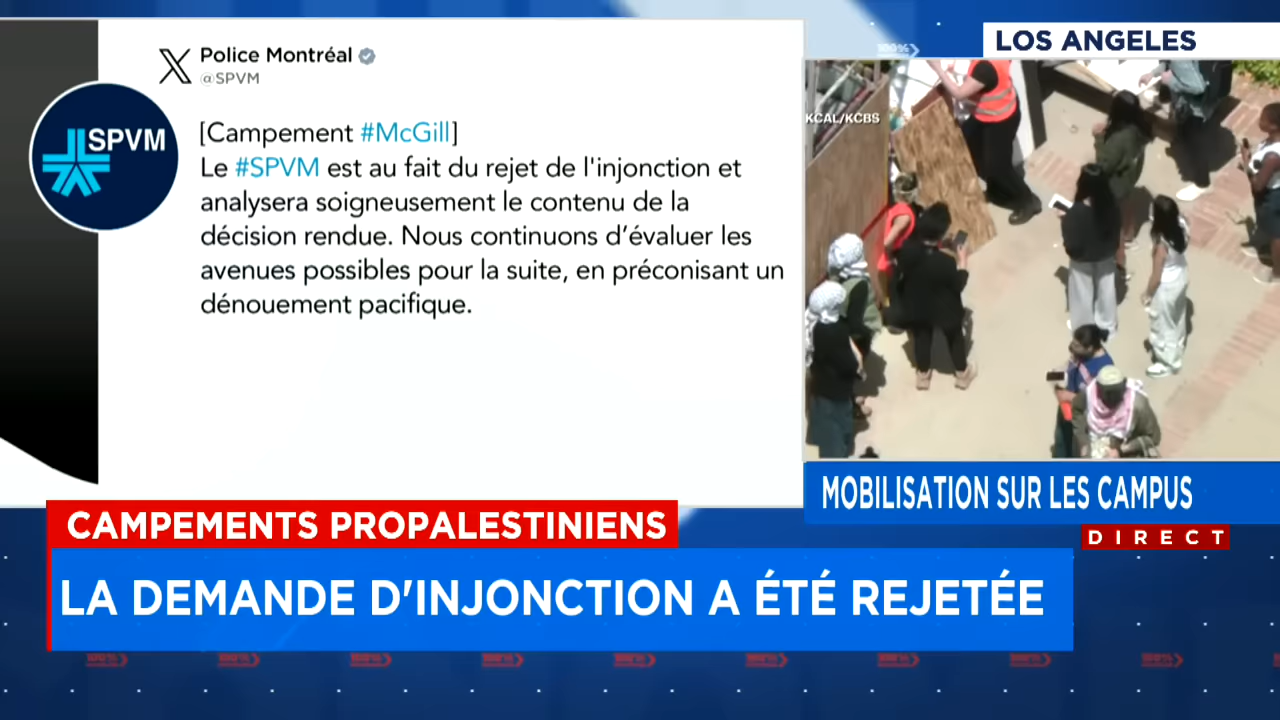 Police Montréal
@SPVM
SPVM
[Campement #McGill]
Le #SPVM est au fait du rejet de l'injonction et
analysera soigneusement le contenu de la
décision rendue. Nous continuons d’évaluer les
avenues possibles pour la suite, en préconisant un
dénouement pacifique.
100%
LOS ANGELES
KCAL/KCBS
MOBILISATION SUR LES CAMPUS
DIRECT
CAMPEMENTS PROPALESTINIENS
LA DEMANDE D'INJONCTION A ÉTÉ REJETÉE